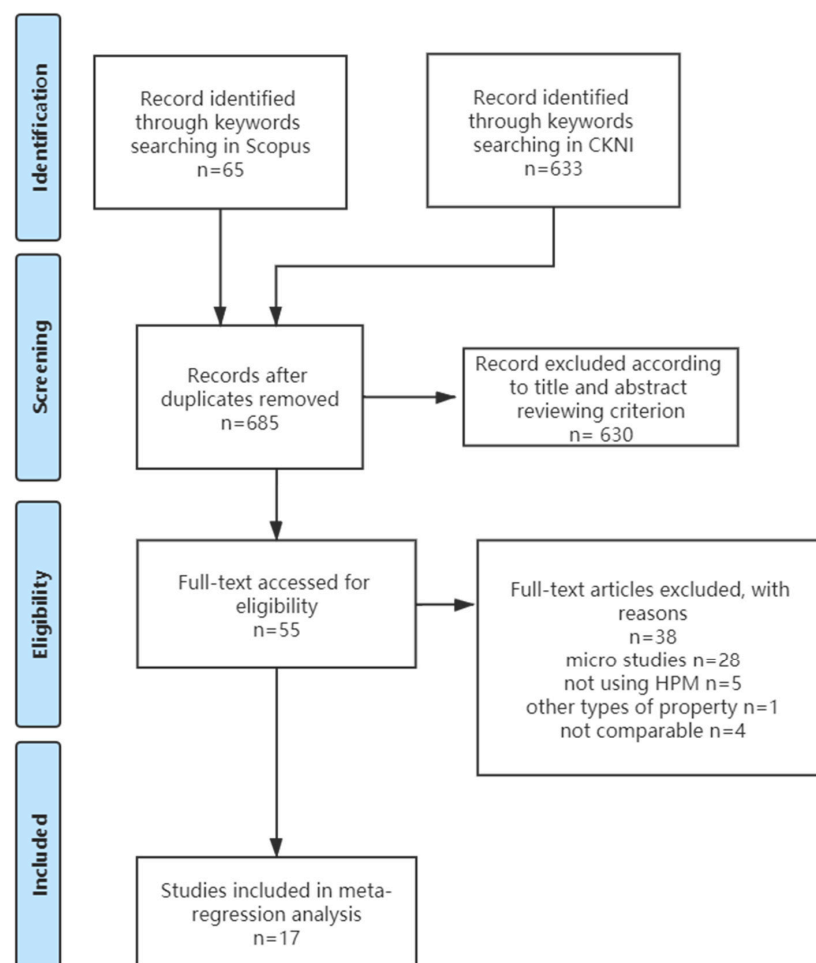 Identification
Record identified
through keywords
searching in Scopus
n=65
Record identified
through keywords
searching in CKNI
n=633
Screening
Records after
duplicates removed
n=685
Record excluded according
to title and abstract
reviewing criterion
n= 630
Eligibility
Full-text accessed for
eligibility
n=55
Full-text articles excluded, with
reasons
n=38
micro studies n=28
not using HPM n=5
other types of property n=1
not comparable n=4
Included
Studies included in meta-
regression analysis
n=17